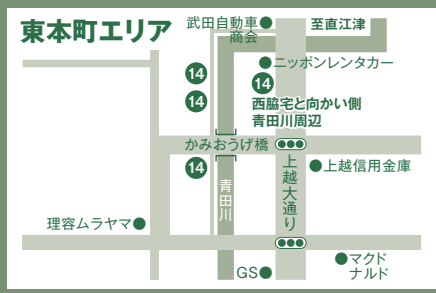 東本町エリア
武田自動車
商会
至直江津
ニッポンレンタカー
14
14
14
西脇宅と向かい側
青田川周辺
かみおうげ橋
14
青田川
上越大通り
上越信用金庫
理容ムラヤマ
マクド
ナルド
GS